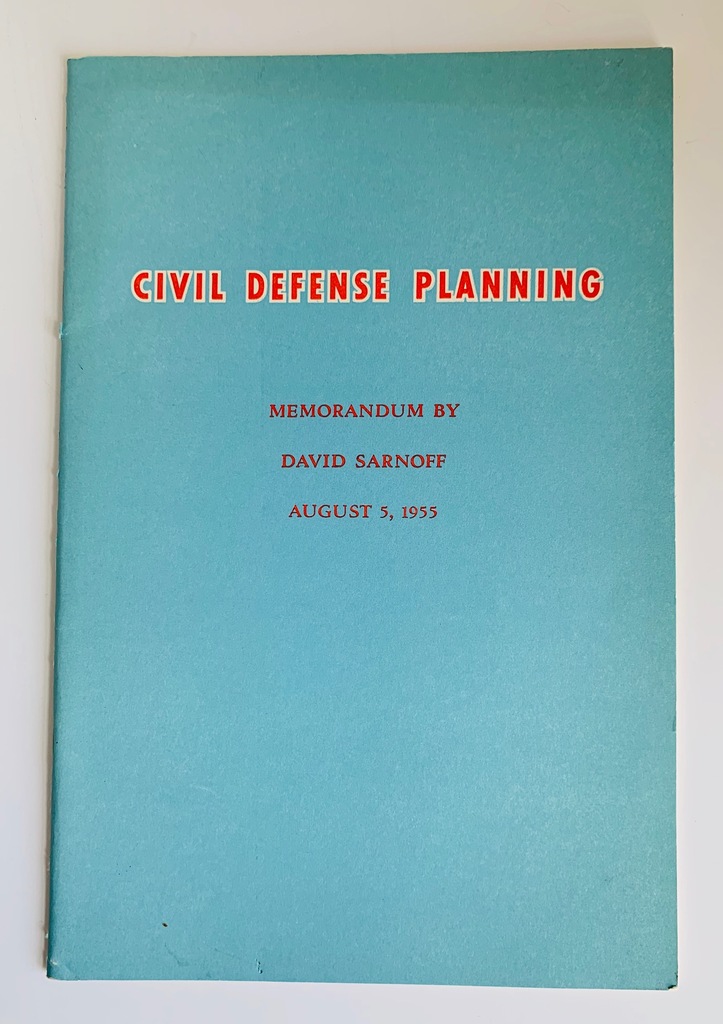 CIVIL DEFENSE PLANNING
MEMORANDUM BY
DAVID SARNOFF
AUGUST 5, 1955